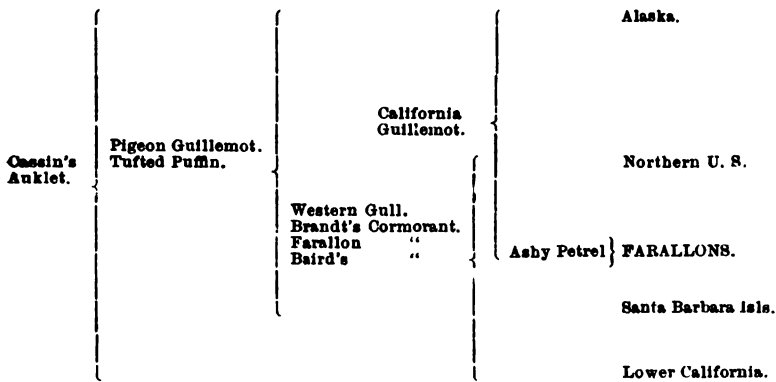 Alaska.
California
Guillemot.
Pigeon Guillemot.
Cassin's
Tufted Puffin.
Northern U. S.
Auklet.
Western Gull.
Brandt's Cormorant.
Farallon "
Baird's "
Ashy Petrel } FARALLONS.
Santa Barbara Isls.
Lower California.